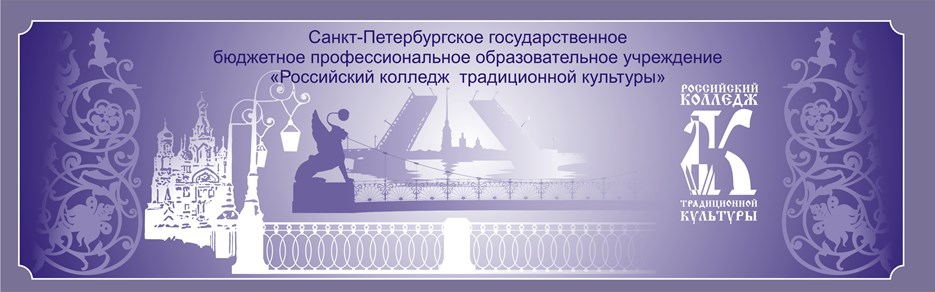 Санкт-Петербургское государственное
бюджетное профессиональное образовательное учреждение
«Российский колледж традиционной культуры»
РОССИЙСКИЙ
КОЛЛЕДЖ
К
ТРАДИЦИОННОЙ
КУЛЬТУРЫ